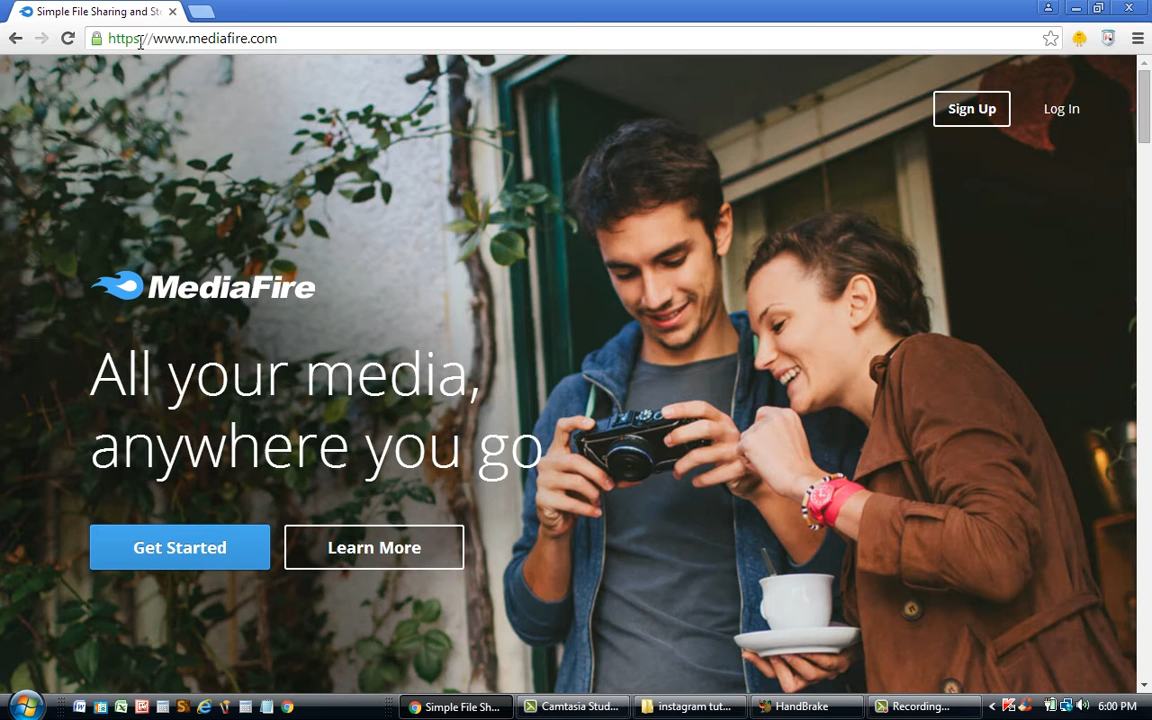 Simple File Sharing and Sto
https://www.mediafire.com
Sign Up
Log In
MediaFire
All your media,
anywhere you go
Get Started
Learn More
Simple File Sh...
Camtasia Stud...
instagram tut...
HandBrake
Recording...
6:00 PM